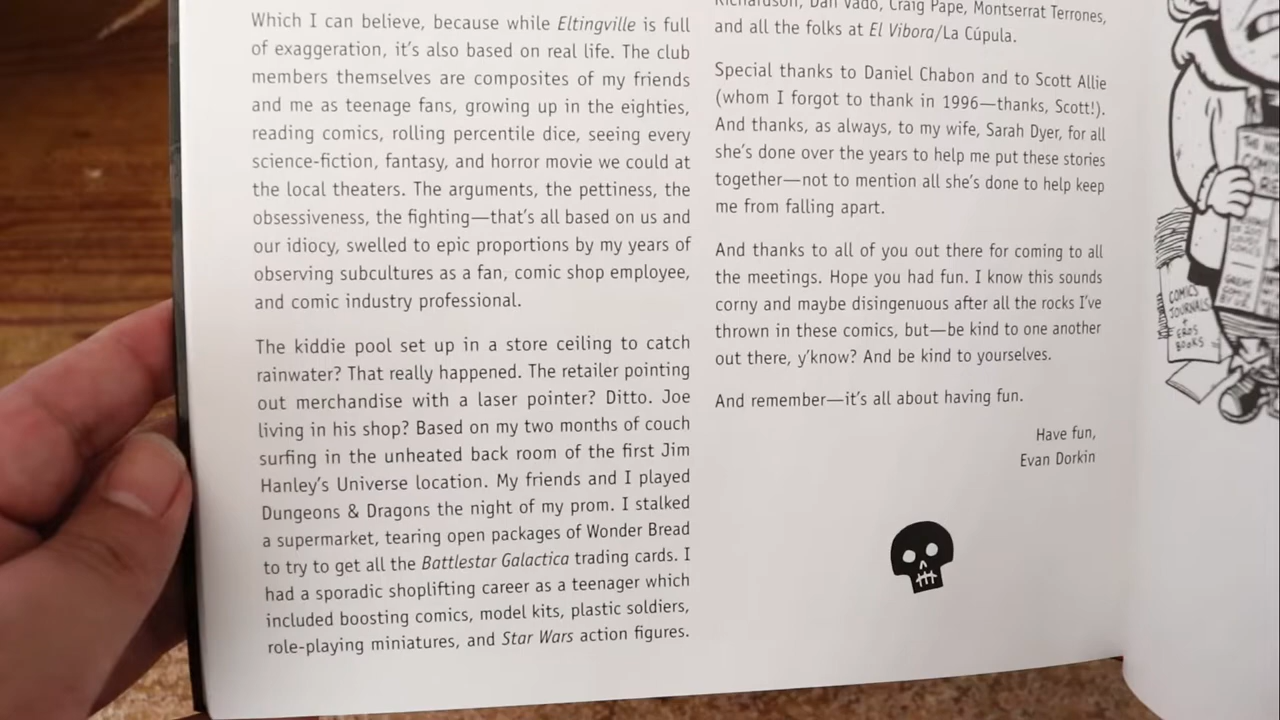 Which I can believe, because while Eltingville is full
of exaggeration, it's also based on real life. The club
members themselves are composites of my friends
and me as teenage fans, growing up in the eighties,
reading comics, rolling percentile dice, seeing every
science-fiction, fantasy, and horror movie we could at
the local theaters. The arguments, the pettiness, the
obsessiveness, the fighting—that's all based on us and
our idiocy, swelled to epic proportions by my years of
observing subcultures as a fan, comic shop employee,
and comic industry professional.
The kiddie pool set up in a store ceiling to catch
rainwater? That really happened. The retailer pointing
out merchandise with a laser pointer? Ditto. Joe
living in his shop? Based on my two months of couch
surfing in the unheated back room of the first Jim
Hanley's Universe location. My friends and I played
Dungeons & Dragons the night of my prom. I stalked
a supermarket, tearing open packages of Wonder Bread
to try to get all the Battlestar Galactica trading cards. I
had a sporadic shoplifting career as a teenager which
included boosting comics, model kits, plastic soldiers,
role-playing miniatures, and Star Wars action figures.
Richardson, Dan Vado, Craig Pape, Montserrat Terrones,
and all the folks at El Vibora/La Cúpula.
Special thanks to Daniel Chabon and to Scott Allie
(whom I forgot to thank in 1996—thanks, Scott!).
And thanks, as always, to my wife, Sarah Dyer, for all
she's done over the years to help me put these stories
together—not to mention all she's done to help keep
me from falling apart.
And thanks to all of you out there for coming to all
the meetings. Hope you had fun. I know this sounds
corny and maybe disingenuous after all the rocks I've
thrown in these comics, but—be kind to one another
out there, y'know? And be kind to yourselves.
And remember—it's all about having fun.
Have fun,
Evan Dorkin
COMICS
JOURNALS
+
EROS
BOOKS